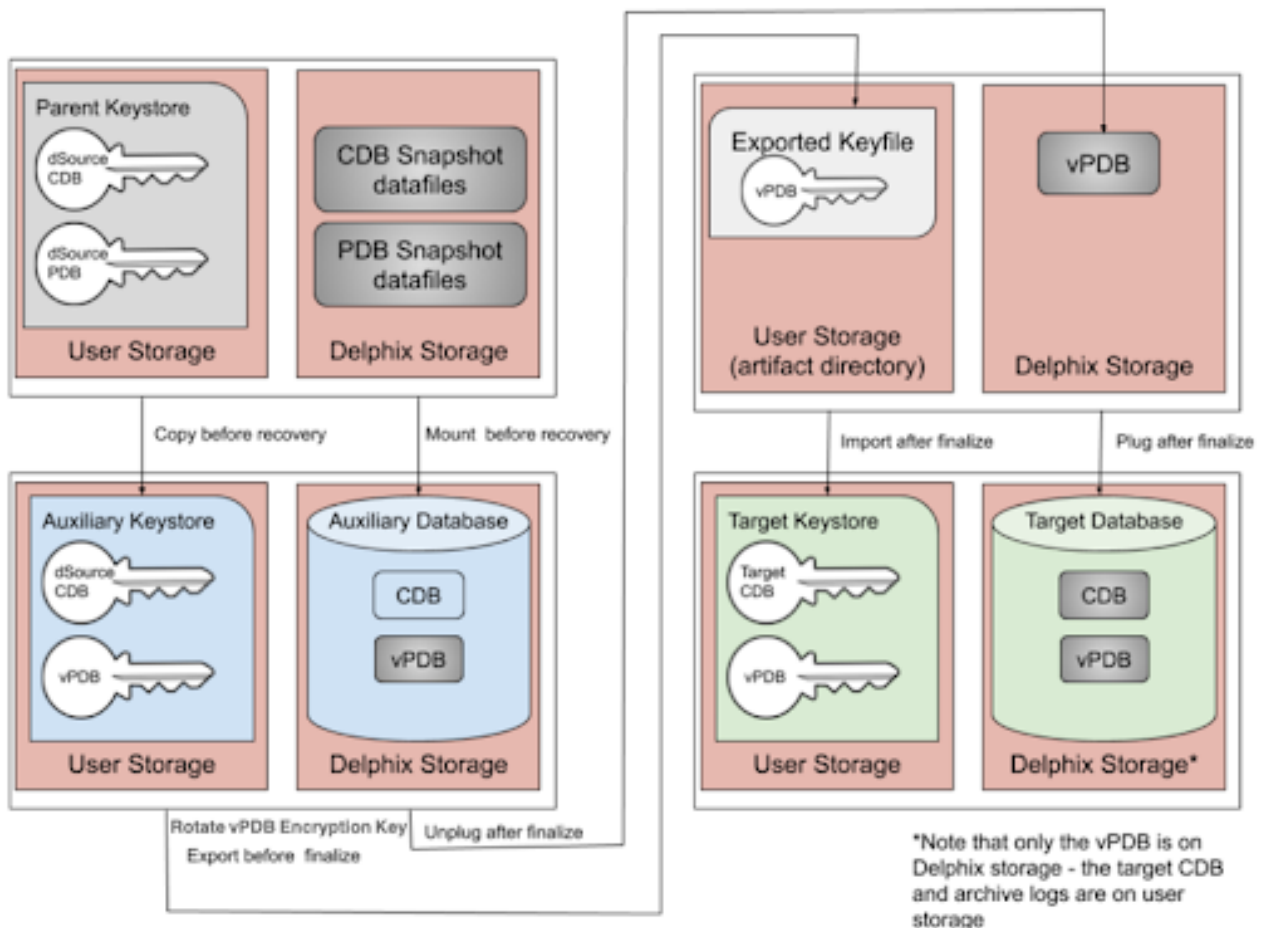 Parent Keystore
dSource
CDB
dSource
PDB
User Storage
CDB Snapshot
datafiles
PDB Snapshot
datafiles
Delphix Storage
Exported Keyfile
vPDB
User Storage
(artifact directory)
vPDB
Delphix Storage
Copy before recovery
Mount before recovery
Import after finalize
Plug after finalize
Auxiliary Keystore
dSource
CDB
vPDB
User Storage
Auxiliary Database
CDB
vPDB
Delphix Storage
Target Keystore
Target
CDB
vPDB
User Storage
Target Database
CDB
vPDB
Delphix Storage*
Rotate vPDB Encryption Key
Export before finalize
Unplug after finalize
*Note that only the vPDB is on
Delphix storage - the target CDB
and archive logs are on user
storage